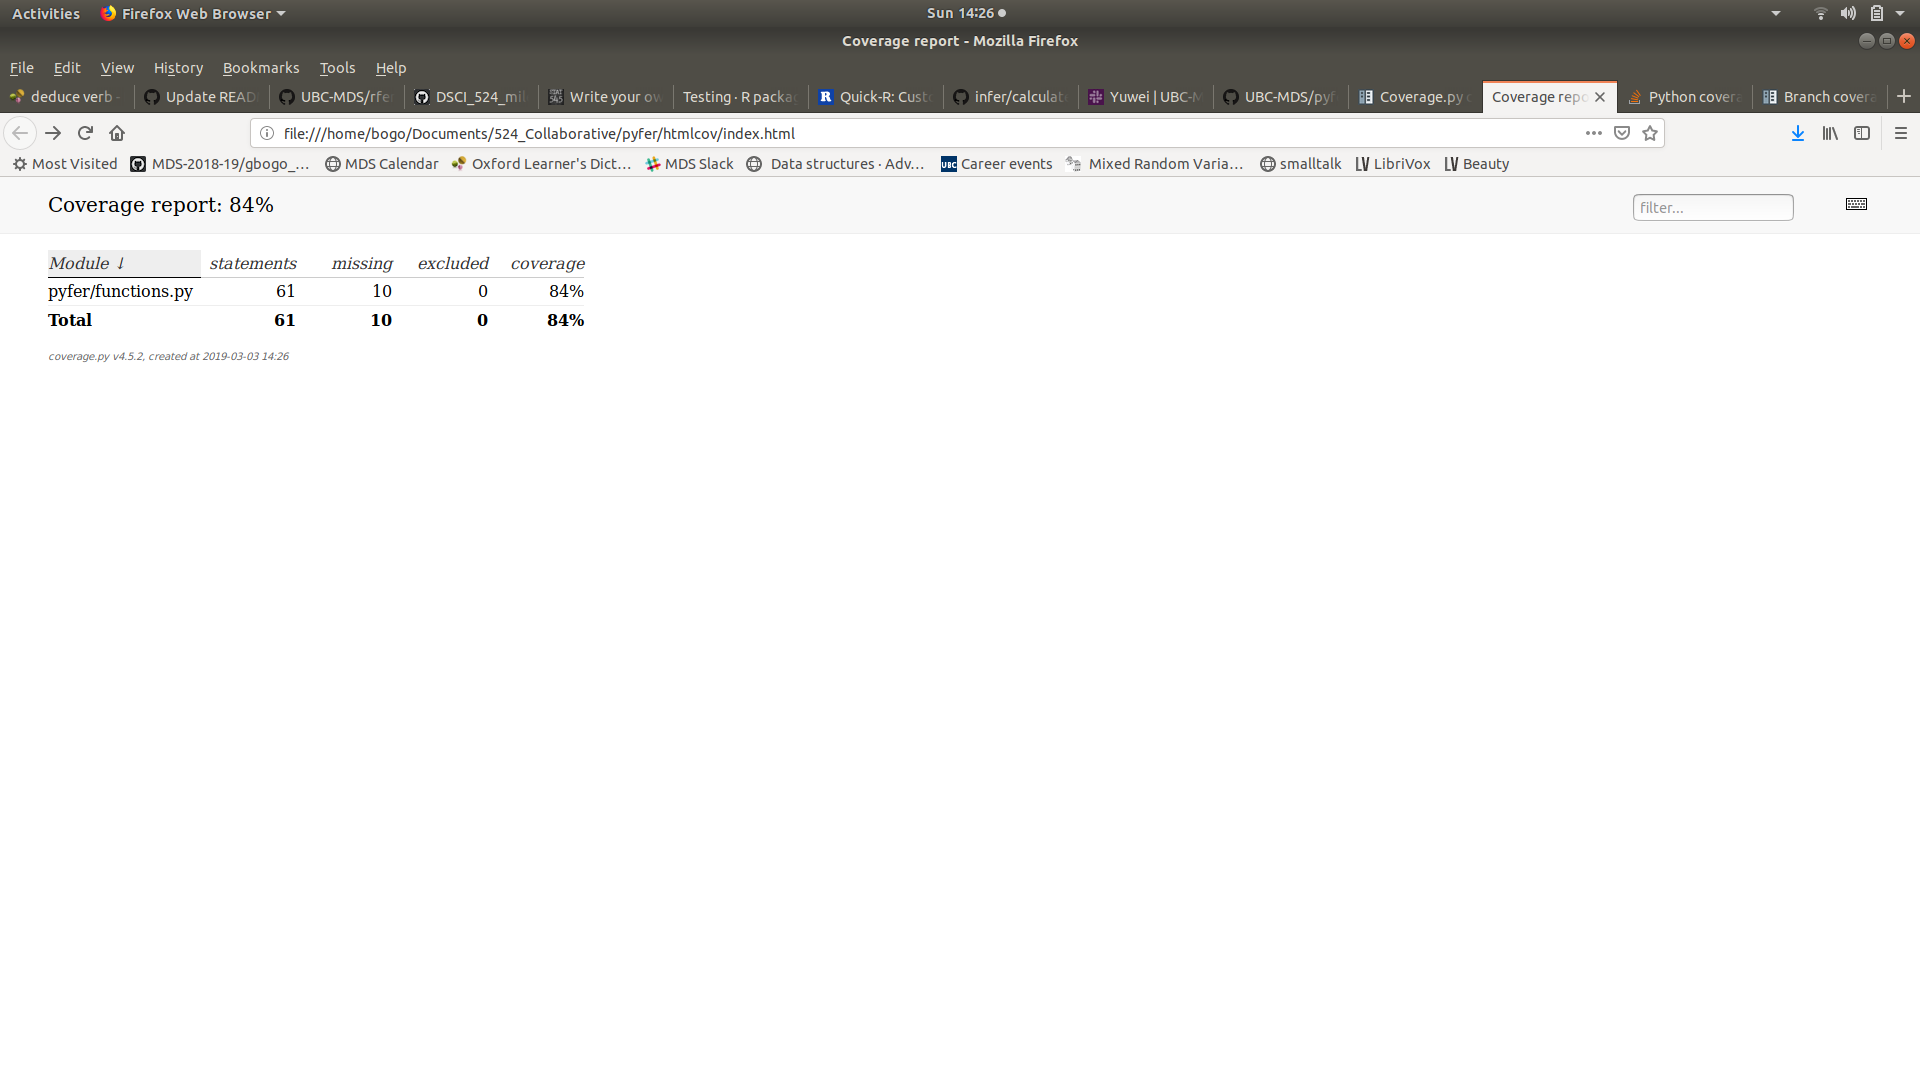 Activities Firefox Web Browser Sun 14:26
Coverage report - Mozilla Firefox
File Edit View History Bookmarks Tools Help
deduce verb - Update READ UBC-MDS/rfe DSCI_524_mil Write your ov Testing · R packa Quick-R: Cust infer/calculat Yuwei | UBC-M UBC-MDS/pyf Coverage.py Coverage repo Python covera Branch covera
file:///home/bogo/Documents/524_Collaborative/pyfer/htmlcov/index.html
Most Visited MDS-2018-19/gbogo_... MDS Calendar Oxford Learner's Dict... MDS Slack Data structures · Adv... UBC Career events Mixed Random Varia... smalltalk LV LibriVox LV Beauty
Coverage report: 84% filter...
Module ↓ statements missing excluded coverage
pyfer/functions.py 61 10 0 84%
Total 61 10 0 84%
coverage.py v4.5.2, created at 2019-03-03 14:26